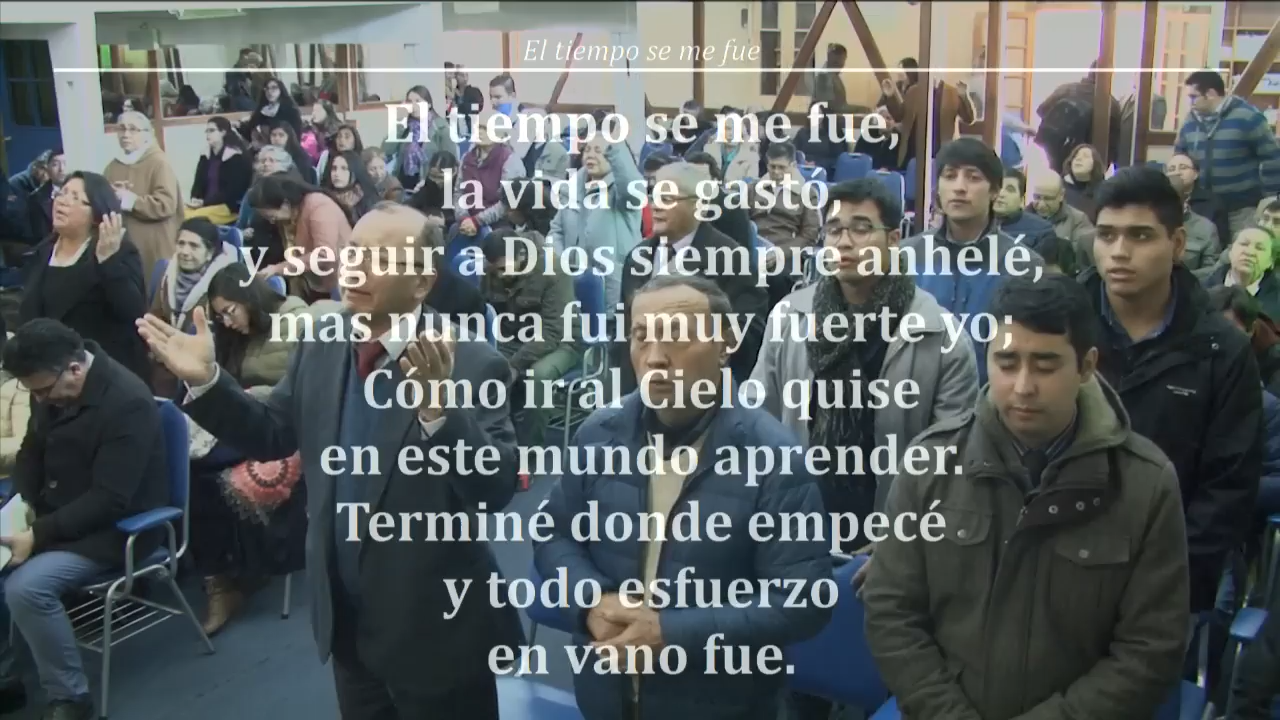 El tiempo se me fue
El tiempo se me fue,
la vida se gastó,
y seguir a Dios siempre anhelé,
mas nunca fui muy fuerte yo;
Cómo ir al Cielo quise
en este mundo aprender.
Terminé donde empecé
y todo esfuerzo
en vano fue.